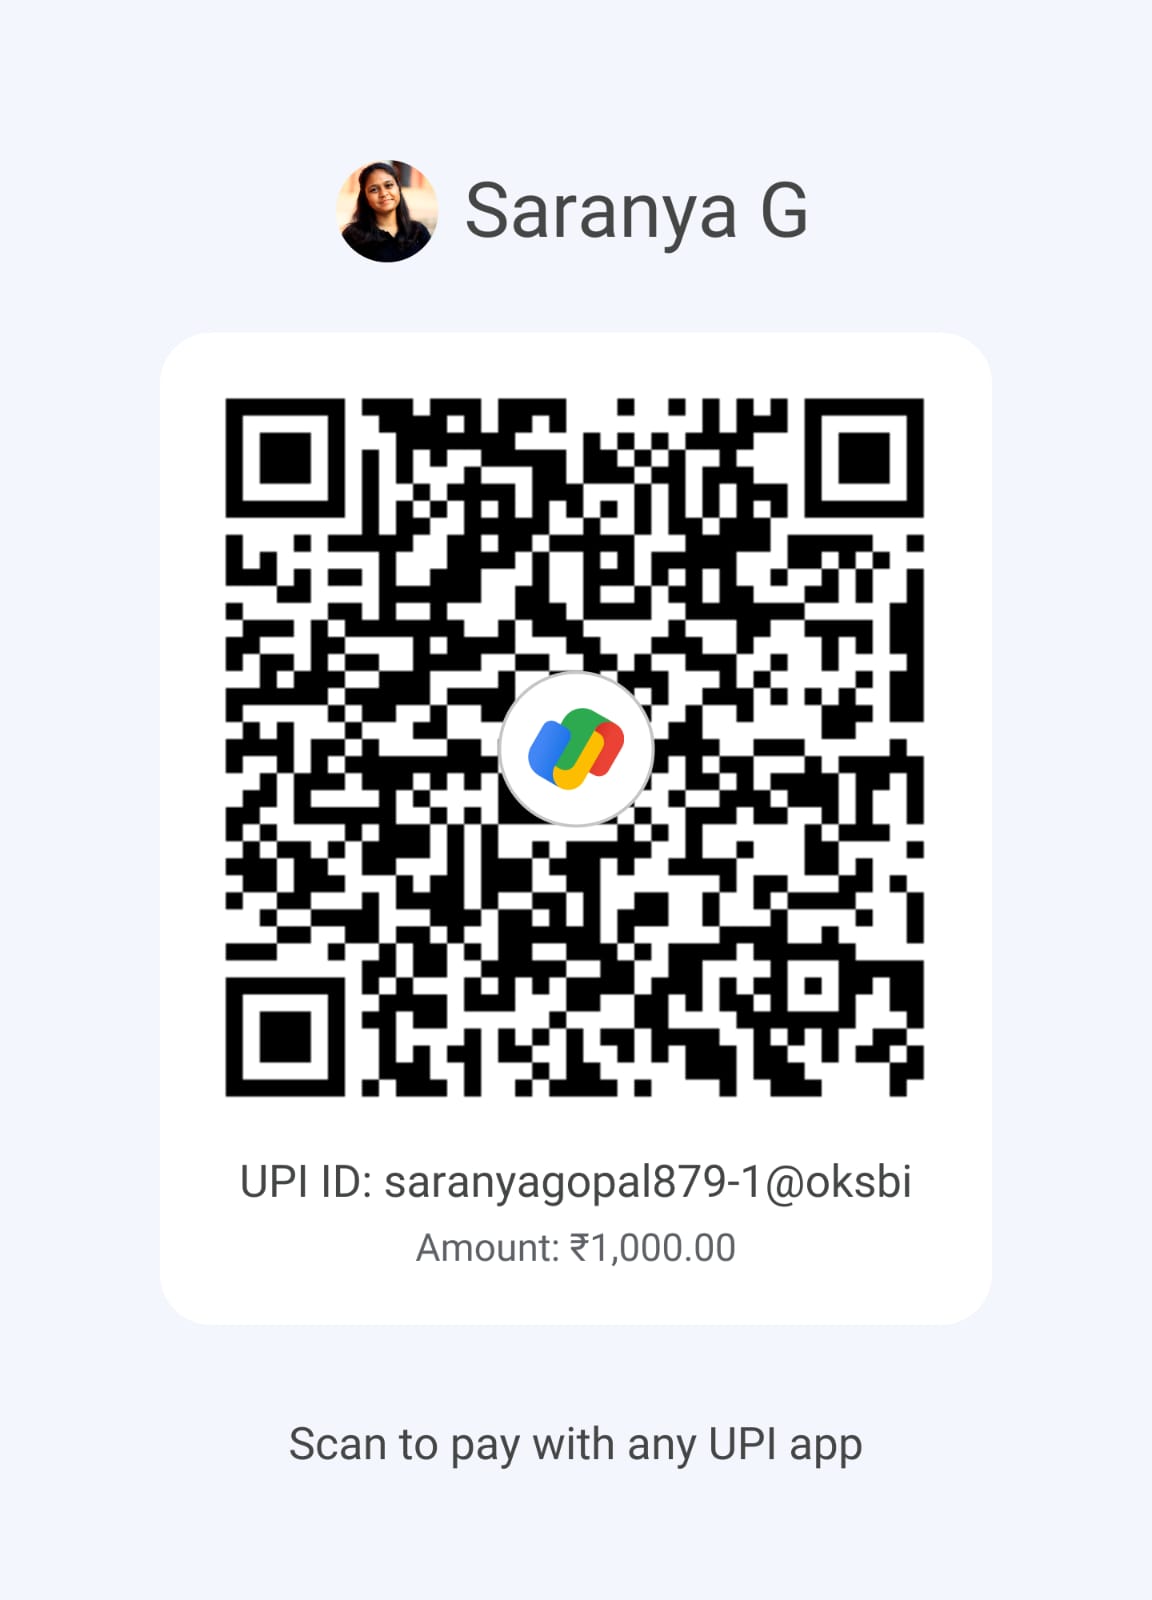 Saranya G
UPI ID: saranyagopal879-1@oksbi
Amount: ₹1,000.00
Scan to pay with any UPI app